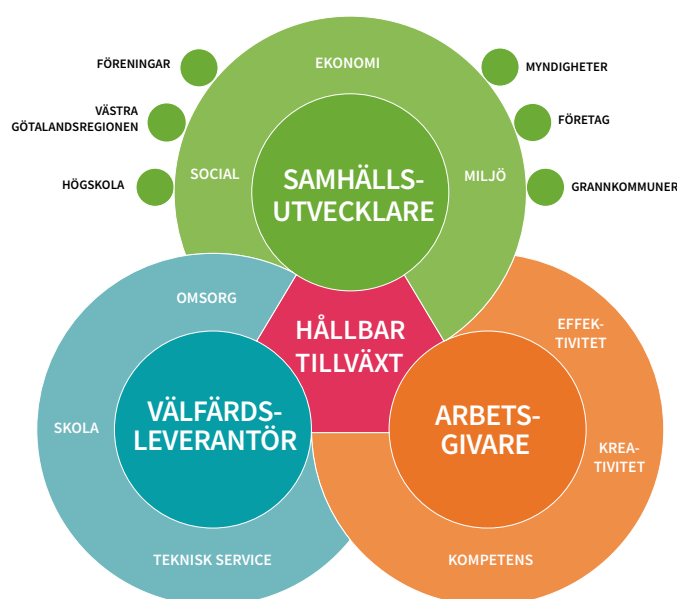 EKONOMI
FÖRENINGAR
MYNDIGHETER
VÄSTRA
GÖTALANDSREGIONEN
FÖRETAG
HÖGSKOLA
SOCIAL
SAMHÄLLS-
UTVECKLARE
MILJÖ
GRANNKOMMUNER
OMSORG
HÅLLBAR
TILLVÄXT
EFFEK-
TIVITET
SKOLA
VÄLFÄRDS-
LEVERANTÖR
ARBETS-
GIVARE
KREA-
TIVITET
TEKNISK SERVICE
KOMPETENS